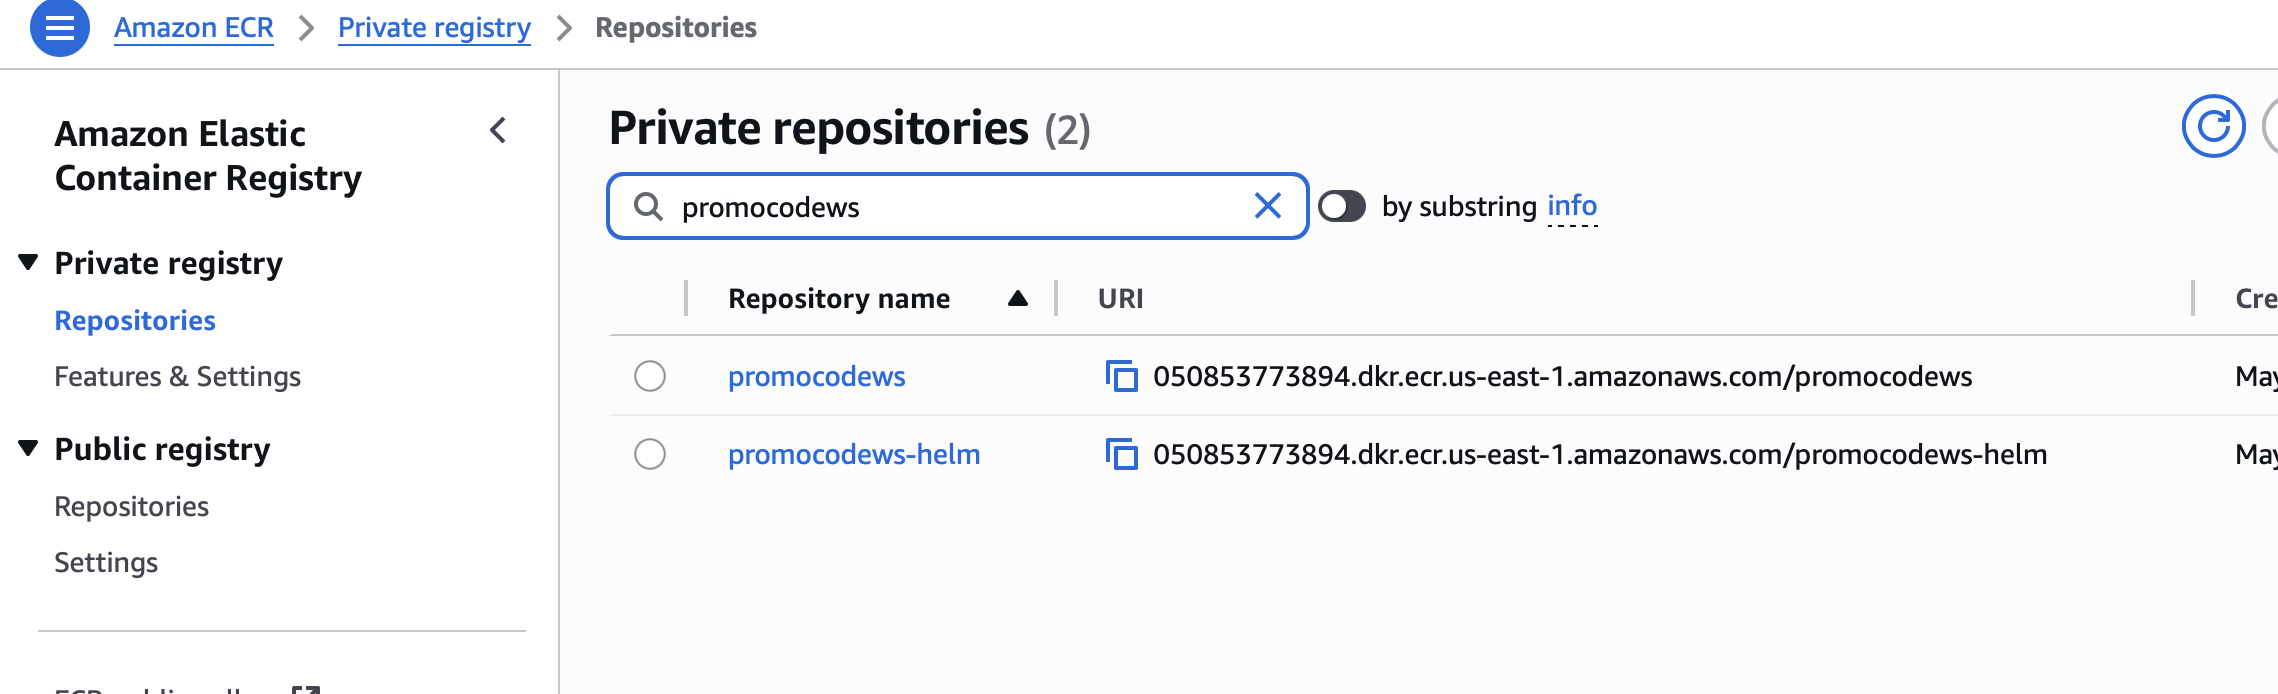 Amazon ECR > Private registry > Repositories
Amazon Elastic
Container Registry
Private registry
Repositories
Features & Settings
Public registry
Repositories
Settings
Private repositories (2)
promocodews
by substring info
Repository name URI
promocodews 050853773894.dkr.ecr.us-east-1.amazonaws.com/promocodews May
promocodews-helm 050853773894.dkr.ecr.us-east-1.amazonaws.com/promocodews-helm May